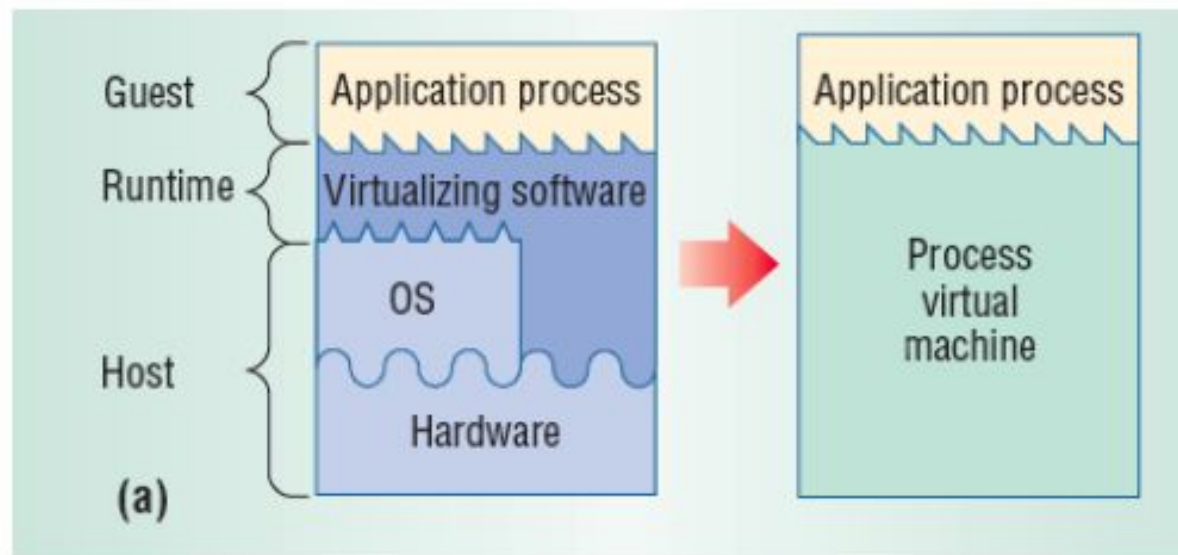 Guest
Application process
Runtime
Virtualizing software
OS
Host
Hardware
(a)
Application process
Process
virtual
machine